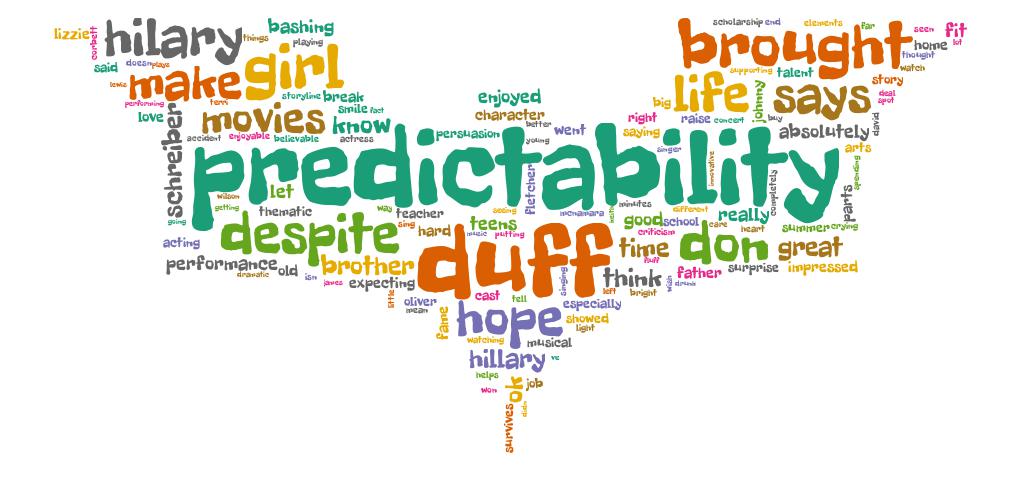 lizzie
corbett
hilary
things
bashing
playing
said
doesn
plays
make
girl
lewis
performing
terri
storyline
break
smile
fact
love
schreiber
movies
know
accident
enjoyable
believable
actress
enjoyed
character
better
persuasion
went
young
scholarship
end
elements
far
seen
fit
lot
brought
home
thought
watch
supporting
talent
story
deal
spot
big
life
johnny
says
right
raise
concert
buy
david
saying
absolutely
singer
innovative
completely
arts
spending
parts
predictability
wilson
let
getting
going
thematic
way
teacher
seeing
fletcher
mcnamara
minutes
different
good
school
really
care
heart
criticism
summer
crying
acting
despite
sing
hard
teens
music
putting
duff
time
don
great
performance
old
dramatic
isn
brother
james
expecting
singing
think
left
bright
wish
father
drunk
surprise
impressed
little
oliver
mean
fame
cast
tell
especially
hope
showed
light
watching
musical
hillary
ve
helps
won
ok
job
didn
survives